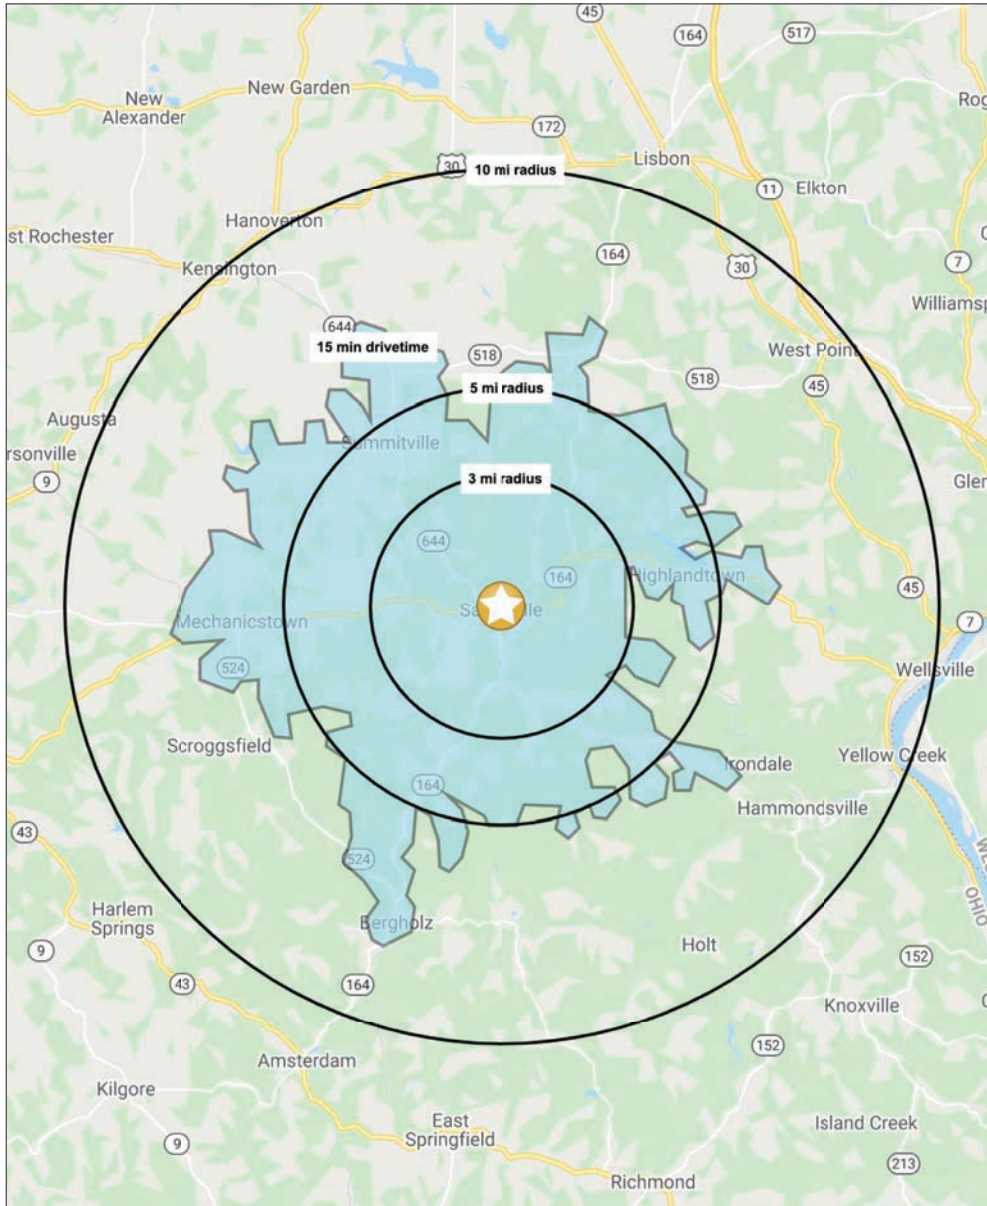 45
164
517
New
Alexander
New Garden
Rog
172
Lisbon
30
10 mi radius
11
Elkton
Hanoverton
st Rochester
164
7
Kensington
30
Williamsp
644
15 min drivetime
518
West Point
5 mi radius
518
45
Augusta
Summitville
rsonville
3 mi radius
9
Glen
644
164
Highlandtown
45
Mechanicstown
7
524
Wellsville
Scroggsfield
Irondale
Yellow Creek
164
Hammondsville
43
524
OHIO
Harlem
Springs
Bergholz
9
Holt
152
43
164
Knoxville
152
Amsterdam
Kilgore
East
Springfield
Island Creek
9
213
Richmond